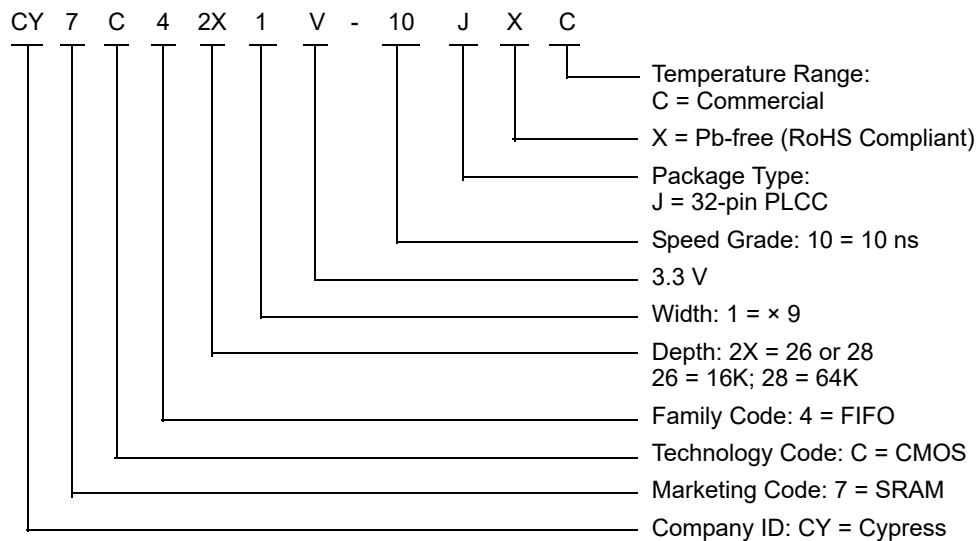 CY 7 C 4 2X 1 V - 10 J X C
Temperature Range:
C = Commercial
X = Pb-free (RoHS Compliant)
Package Type:
J = 32-pin PLCC
Speed Grade: 10 = 10 ns
3.3 V
Width: 1 = × 9
Depth: 2X = 26 or 28
26 = 16K; 28 = 64K
Family Code: 4 = FIFO
Technology Code: C = CMOS
Marketing Code: 7 = SRAM
Company ID: CY = Cypress